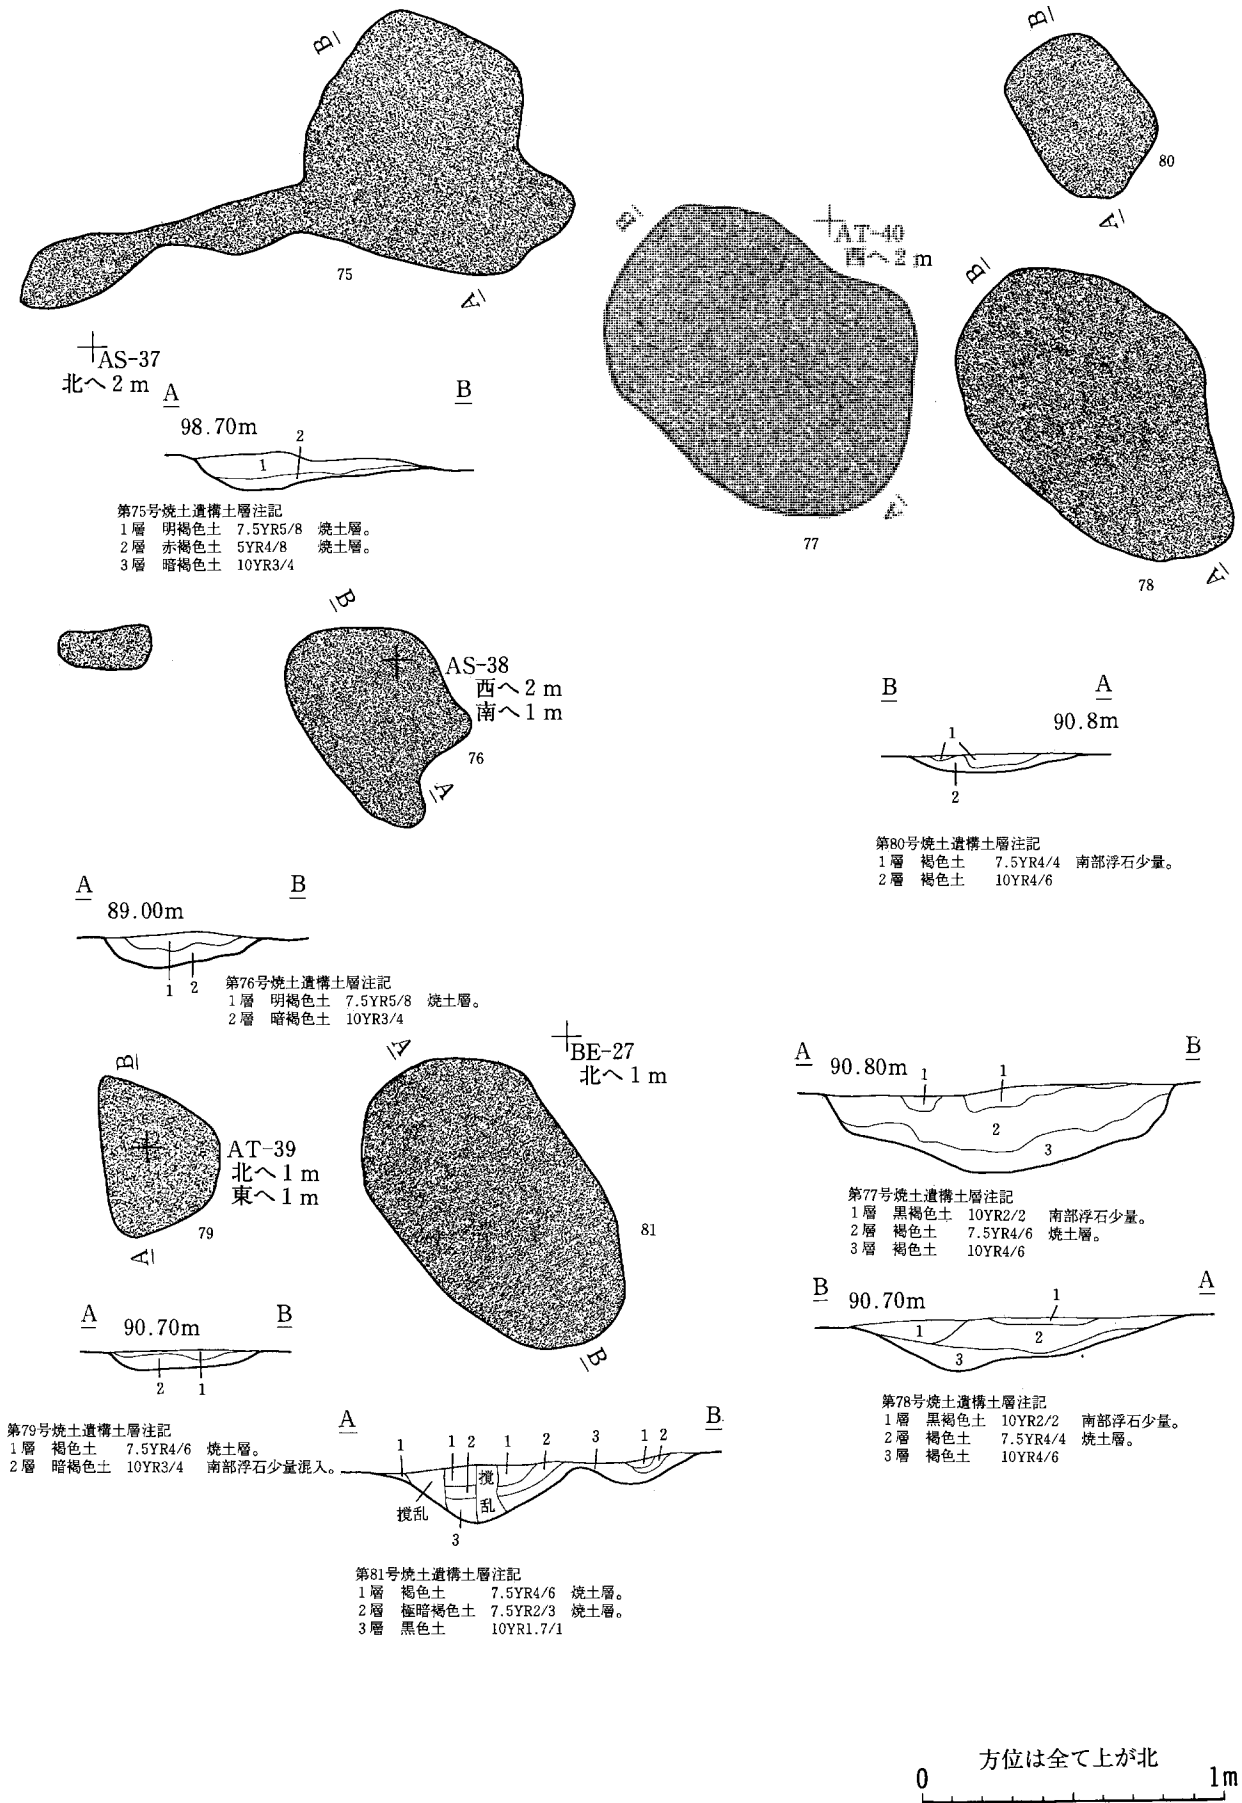 B
75
A
AS-37
北へ2m
A
B
98.70m
2
1
第75号焼土遺構土層注記
1層 明褐色土 7.5YR5/8 焼土層。
2層 赤褐色土 5YR4/8 焼土層。
3層 暗褐色土 10YR3/4
B
80
A
B
AT-40
西へ2m
A
77
B
A
78
B
AS-38
西へ2m
南へ1m
76
A
B
A
90.8m
1
2
第80号焼土遺構土層注記
1層 褐色土 7.5YR4/4 南部浮石少量。
2層 褐色土 10YR4/6
A
B
89.00m
1 2
第76号焼土遺構土層注記
1層 明褐色土 7.5YR5/8 焼土層。
2層 暗褐色土 10YR3/4
B
AT-39
北へ1m
東へ1m
79
A
A
BE-27
北へ1m
81
B
A
B
90.80m
1 1
2
3
第77号焼土遺構土層注記
1層 黒褐色土 10YR2/2 南部浮石少量。
2層 褐色土 7.5YR4/6 焼土層。
3層 褐色土 10YR4/6
A
B
90.70m
2 1
第79号焼土遺構土層注記
1層 褐色土 7.5YR4/6 焼土層。
2層 暗褐色土 10YR3/4 南部浮石少量混入。
B
A
90.70m
1
1
2
3
第78号焼土遺構土層注記
1層 黒褐色土 10YR2/2 南部浮石少量。
2層 褐色土 7.5YR4/4 焼土層。
3層 褐色土 10YR4/6
A
B
1 1 2 1 2 3 1 2
撹乱
撹乱
3
第81号焼土遺構土層注記
1層 褐色土 7.5YR4/6 焼土層。
2層 極暗褐色土 7.5YR2/3 焼土層。
3層 黒色土 10YR1.7/1
方位は全て上が北
0 1m